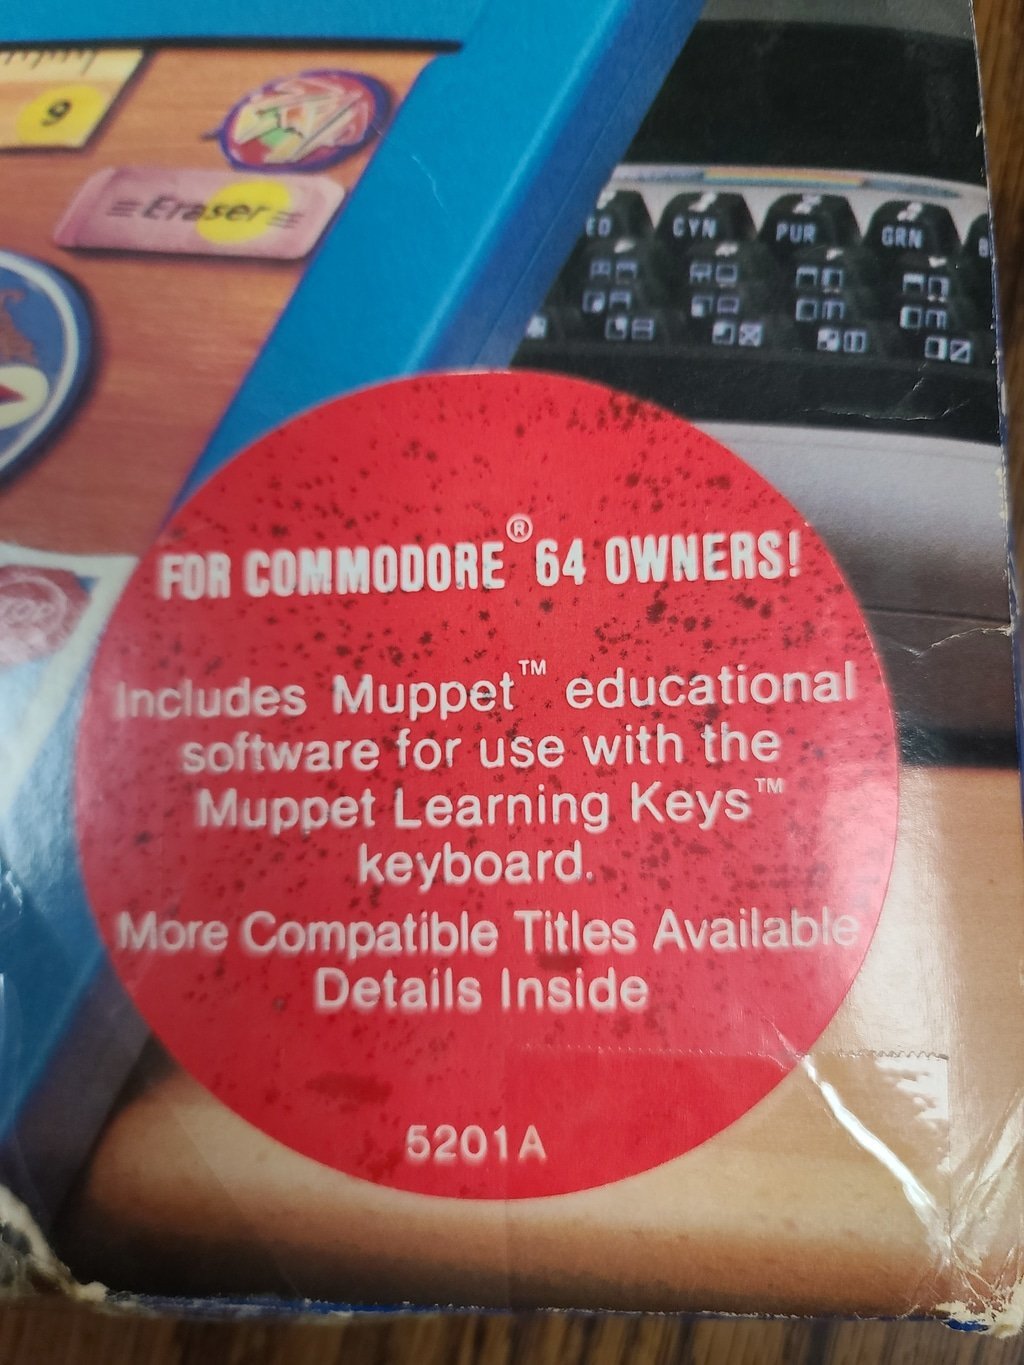 9
Eraser
CYN PUR GRN
FOR COMMODORE® 64 OWNERS!
Includes Muppet™ educational
software for use with the
Muppet Learning Keys™
keyboard.
More Compatible Titles Available
Details Inside
5201A